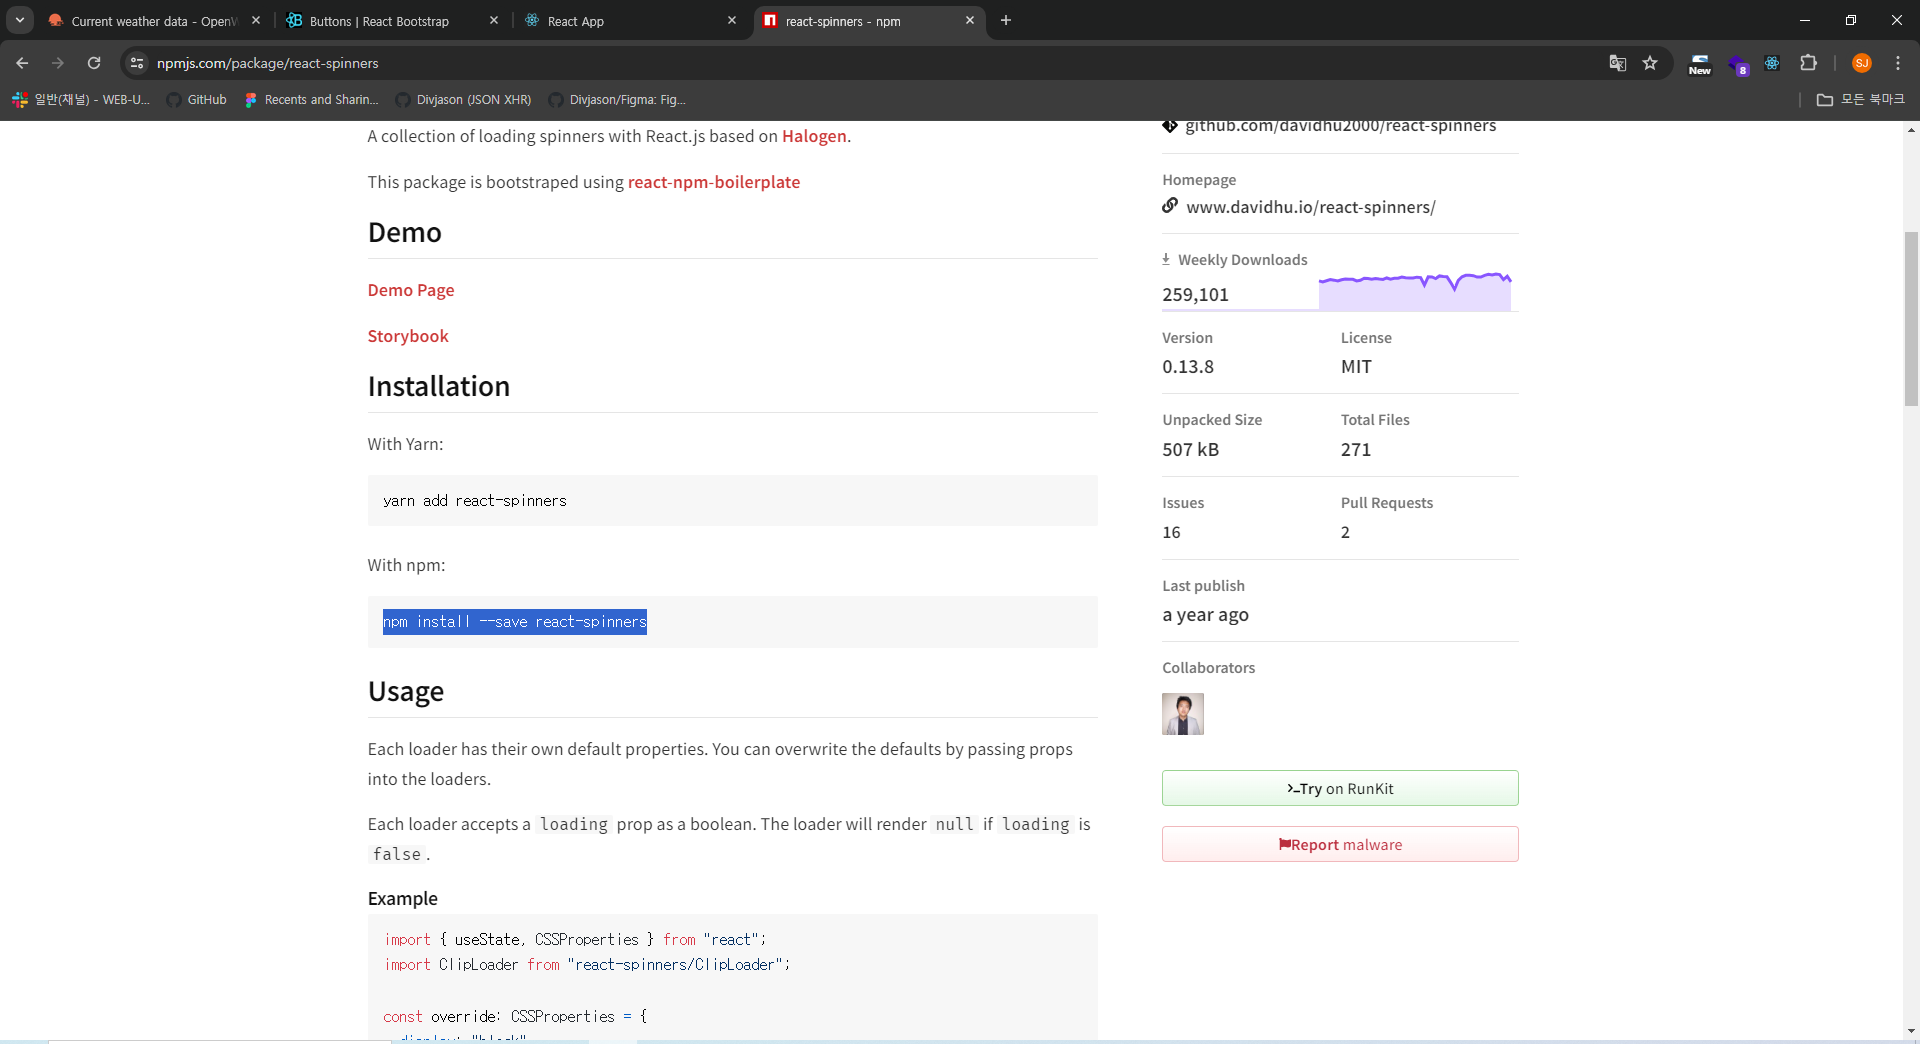 Current weather data - OpenW
Buttons | React Bootstrap
React App
react-spinners - npm
npmjs.com/package/react-spinners
New
8
SJ
일반(채널) - WEB-U...
GitHub
Recents and Sharin...
Divjason (JSON XHR)
Divjason/Figma: Fig...
모든 북마크
A collection of loading spinners with React.js based on Halogen.
This package is bootstraped using react-npm-boilerplate
Demo
Demo Page
Storybook
Installation
With Yarn:
yarn add react-spinners
With npm:
npm install --save react-spinners
Usage
Each loader has their own default properties. You can overwrite the defaults by passing props
into the loaders.
Each loader accepts a loading prop as a boolean. The loader will render null if loading is
false.
Example
import { useState, CSSProperties } from "react";
import ClipLoader from "react-spinners/ClipLoader";
const override: CSSProperties = {
display: "block",
github.com/davidhu2000/react-spinners
Homepage
www.davidhu.io/react-spinners/
Weekly Downloads
259,101
Version
License
0.13.8
MIT
Unpacked Size
Total Files
507 kB
271
Issues
Pull Requests
16
2
Last publish
a year ago
Collaborators
Try on RunKit
Report malware